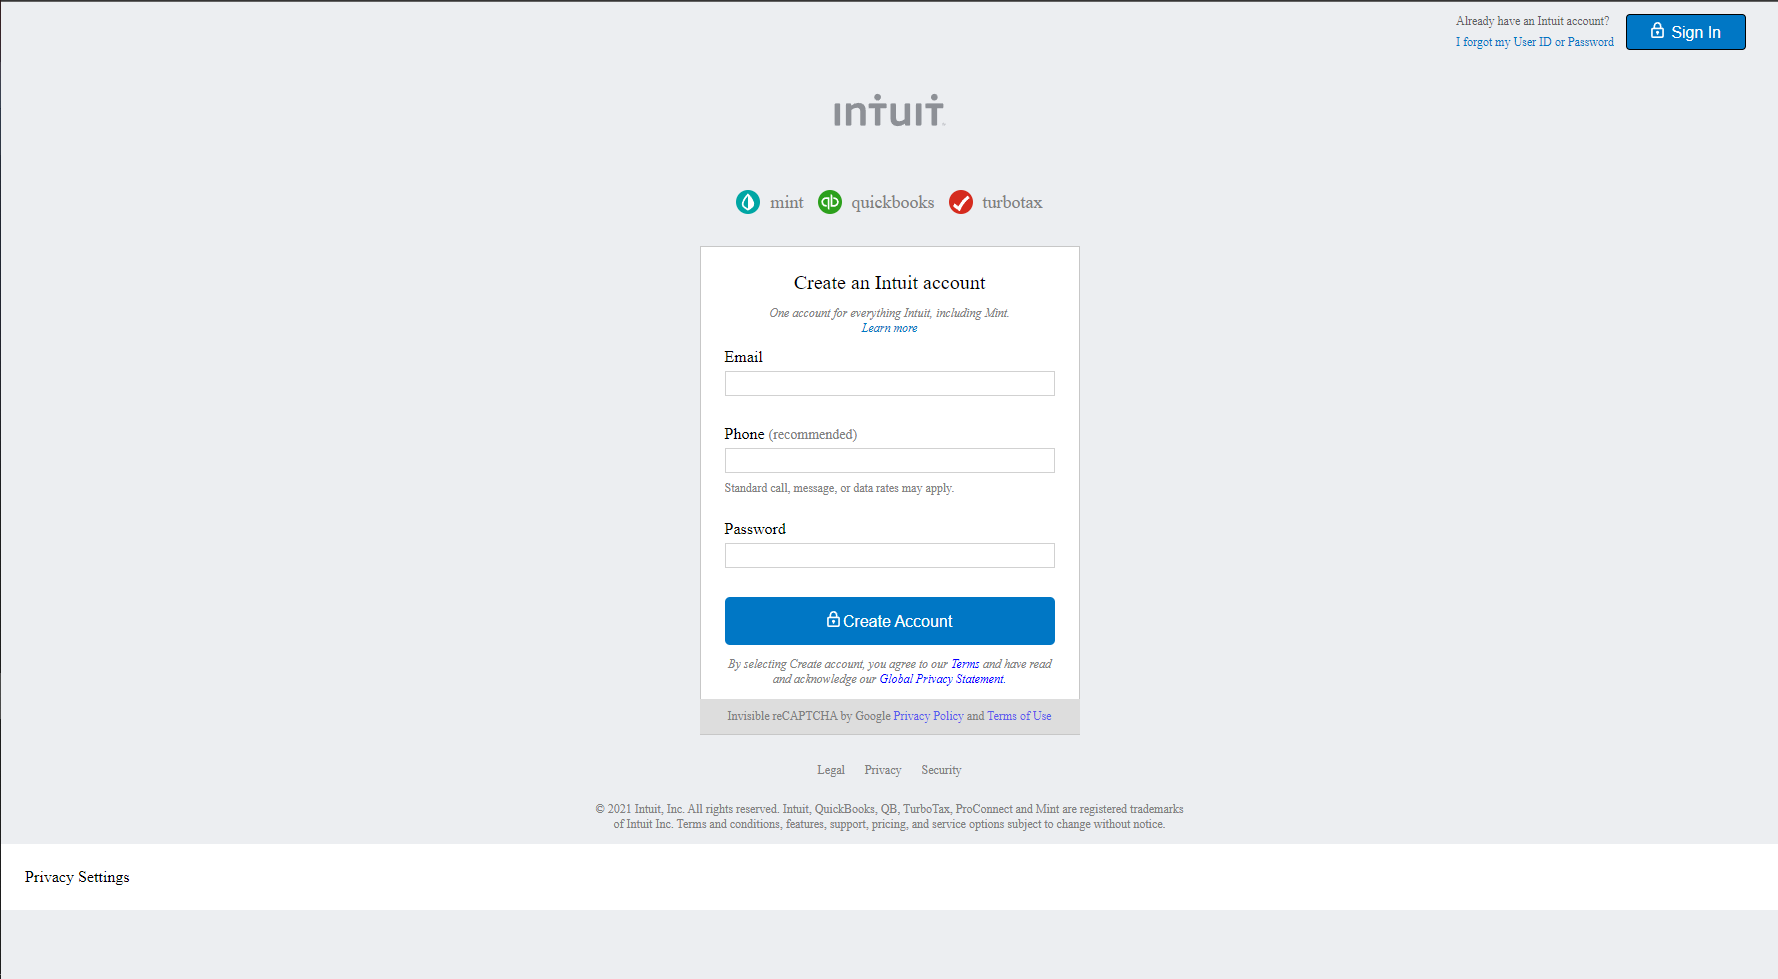 Already have an Intuit account?
I forgot my User ID or Password
Sign In
intuit
mint quickbooks turbotax
Create an Intuit account
One account for everything Intuit, including Mint.
Learn more
Email
Phone (recommended)
Standard call, message, or data rates may apply.
Password
Create Account
By selecting Create account, you agree to our Terms and have read
and acknowledge our Global Privacy Statement.
Invisible reCAPTCHA by Google Privacy Policy and Terms of Use
Legal Privacy Security
© 2021 Intuit, Inc. All rights reserved. Intuit, QuickBooks, QB, TurboTax, ProConnect and Mint are registered trademarks
of Intuit Inc. Terms and conditions, features, support, pricing, and service options subject to change without notice.
Privacy Settings